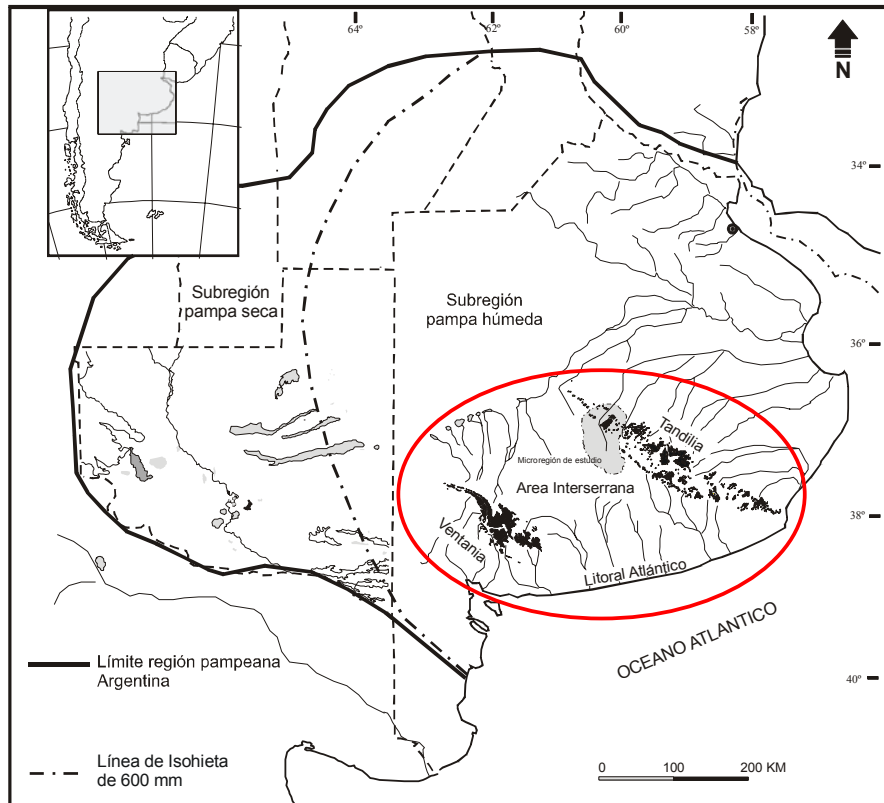 64º
62º
60º
58º
N
34º
Subregión
pampa seca
Subregión
pampa húmeda
36º
Tandilia
Microregión de estudio
Area Interserrana
38º
Ventania
Litoral Atlántico
OCEANO ATLANTICO
40º
Límite región pampeana
Argentina
Línea de Isohieta
de 600 mm
0 100 200 KM